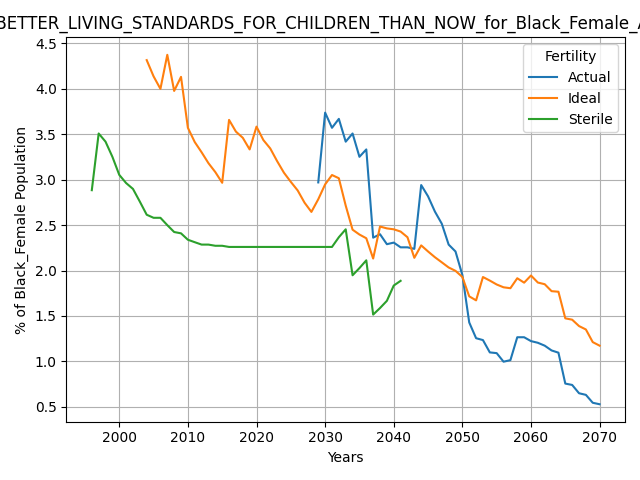 BETTER_LIVING_STANDARDS_FOR_CHILDREN_THAN_NOW_for_Black_Female_
Fertility
Actual
Ideal
Sterile
% of Black_Female Population
4.5
4.0
3.5
3.0
2.5
2.0
1.5
1.0
0.5
2000 2010 2020 2030 2040 2050 2060 2070
Years